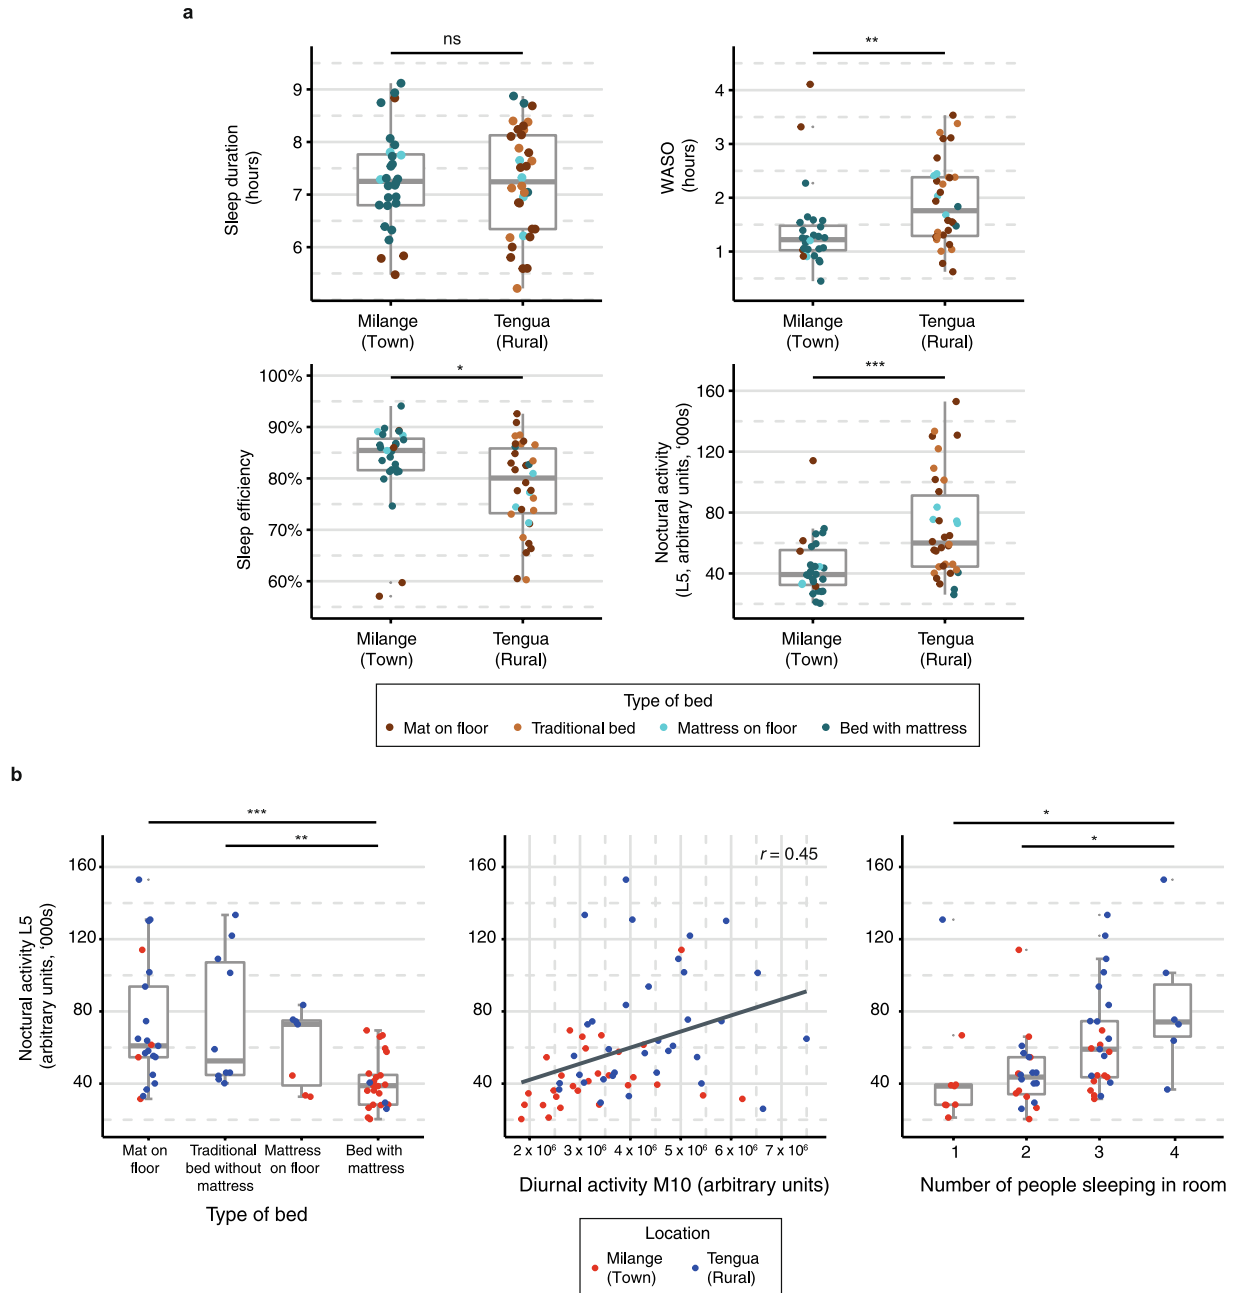 a
ns
9
8
7
6
Sleep duration
(hours)
Milange
(Town)
Tengua
(Rural)
**
4
3
2
1
WASO
(hours)
Milange
(Town)
Tengua
(Rural)
*
100%
90%
80%
70%
60%
Sleep efficiency
Milange
(Town)
Tengua
(Rural)
***
160
120
80
40
Noctural activity
(L5, arbitrary units, ‘000s)
Milange
(Town)
Tengua
(Rural)
Type of bed
Mat on floor
Traditional bed
Mattress on floor
Bed with mattress
b
***
**
160
120
80
40
Noctural activity L5
(arbitrary units, ‘000s)
Mat on
floor
Traditional
bed without
mattress
Mattress
on floor
Bed with
mattress
Type of bed
r = 0.45
160
120
80
40
2 x 10⁶
3 x 10⁶
4 x 10⁶
5 x 10⁶
6 x 10⁶
7 x 10⁶
Diurnal activity M10 (arbitrary units)
*
*
160
120
80
40
1
2
3
4
Number of people sleeping in room
Location
Milange
(Town)
Tengua
(Rural)